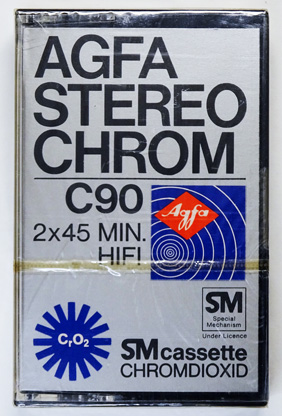 AGFA
STEREO
CHROM
C90
2x45 MIN.
HIFI
Agfa
SM
Special
Mechanism
Under Licence
CrO₂
SMcassette
CHROMDIOXID